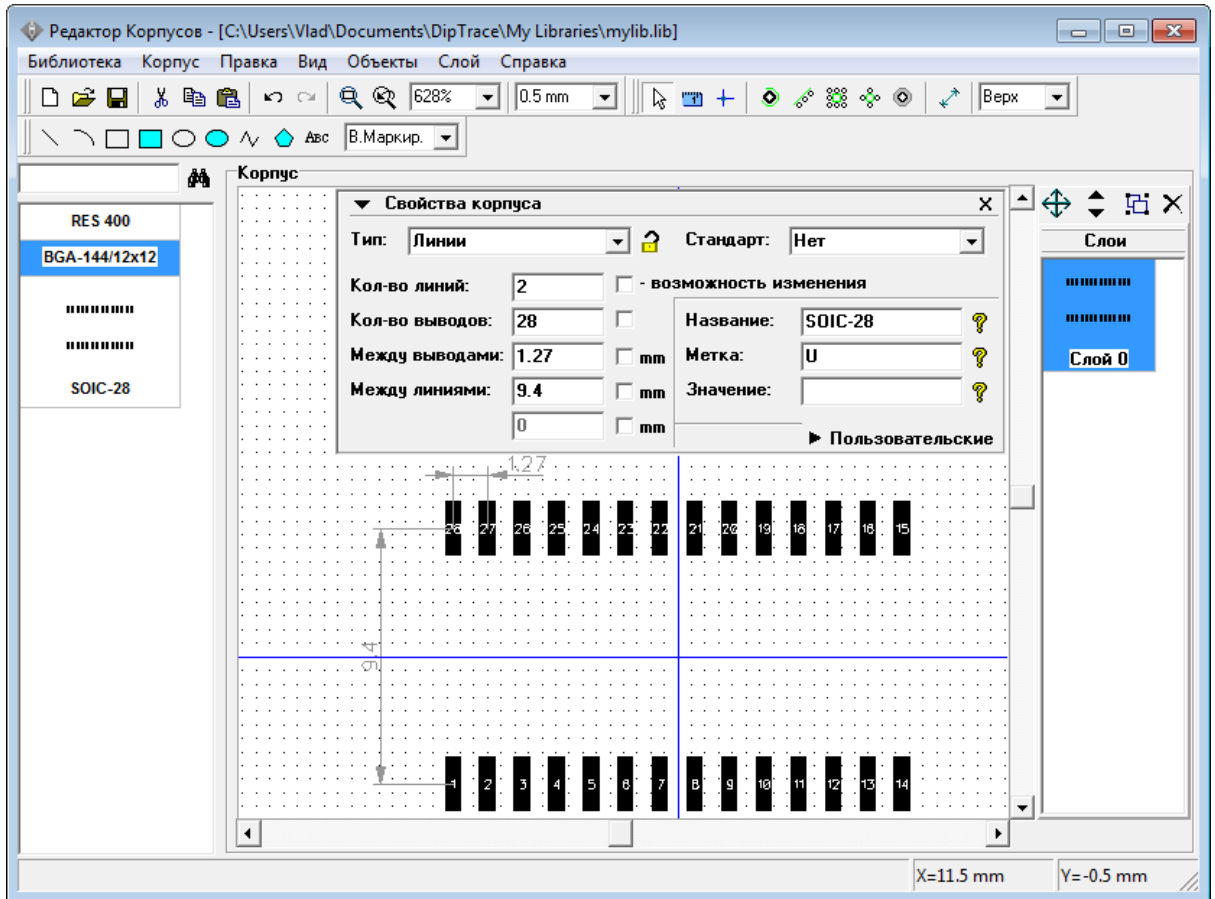 Редактор Корпусов - [C:\Users\Vlad\Documents\DipTrace\My Libraries\mylib.lib]
Библиотека Корпус Правка Вид Объекты Слой Справка
628% 0.5 mm Верх
Abc В.Маркир.
Корпус
RES 400
BGA-144/12x12
SOIC-28
Свойства корпуса
Тип: Линии Стандарт: Нет
Кол-во линий: 2 - возможность изменения
Кол-во выводов: 28 Название: SOIC-28
Между выводами: 1.27 mm Метка: U
Между линиями: 9.4 mm Значение:
0 mm
Пользовательские
1.27
28 27 26 25 24 23 22 21 20 19 18 17 16 15
9.4
1 2 3 4 5 6 7 8 9 10 11 12 13 14
Слои
Слой 0
X=11.5 mm Y=-0.5 mm